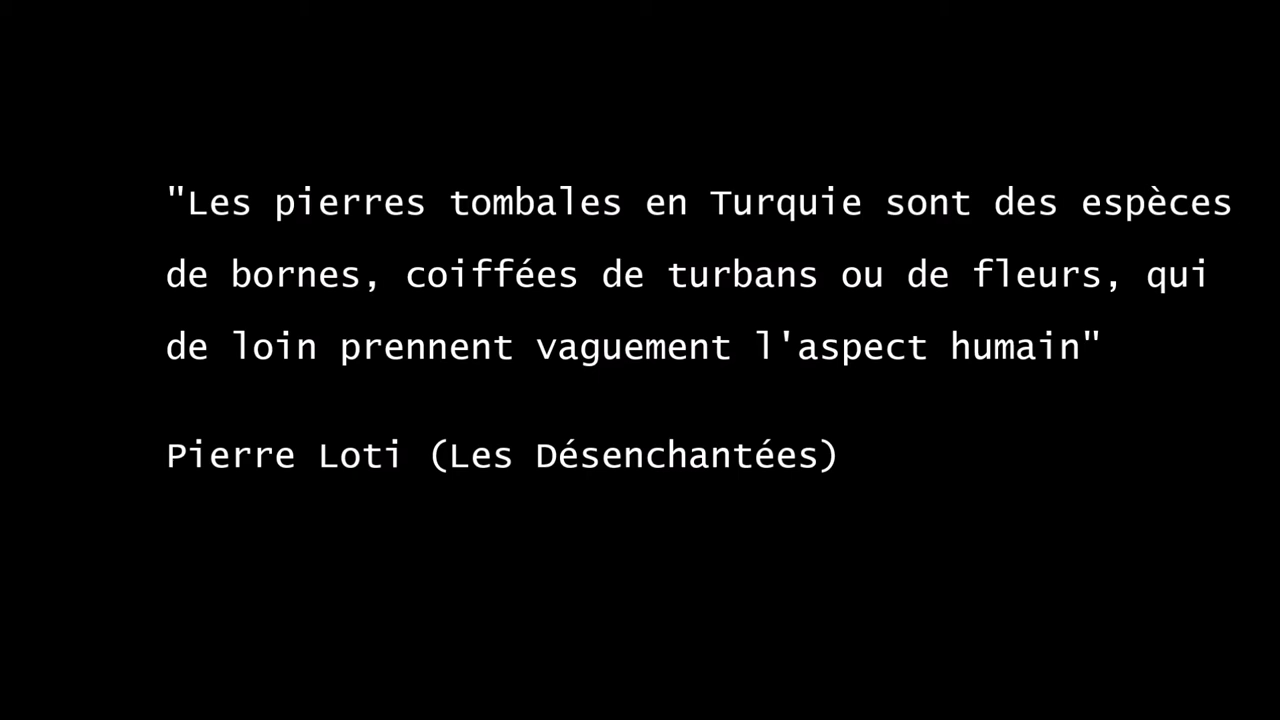 "Les pierres tombales en Turquie sont des espèces
de bornes, coiffées de turbans ou de fleurs, qui
de loin prennent vaguement l'aspect humain"
Pierre Loti (Les Désenchantées)